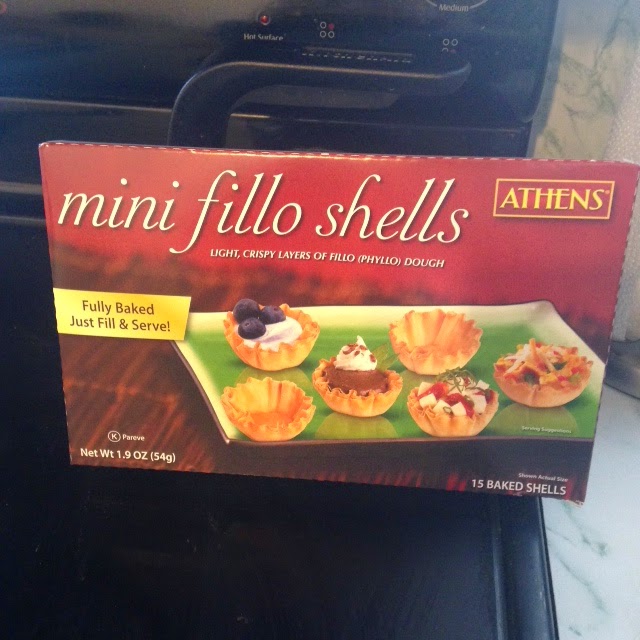 Medium
Hot Surface
mini fillo shells
ATHENS®
LIGHT, CRISPY LAYERS OF FILLO (PHYLLO) DOUGH
Fully Baked
Just Fill & Serve!
K Pareve
Net Wt 1.9 OZ (54g)
Serving Suggestions
Shown Actual Size
15 BAKED SHELLS